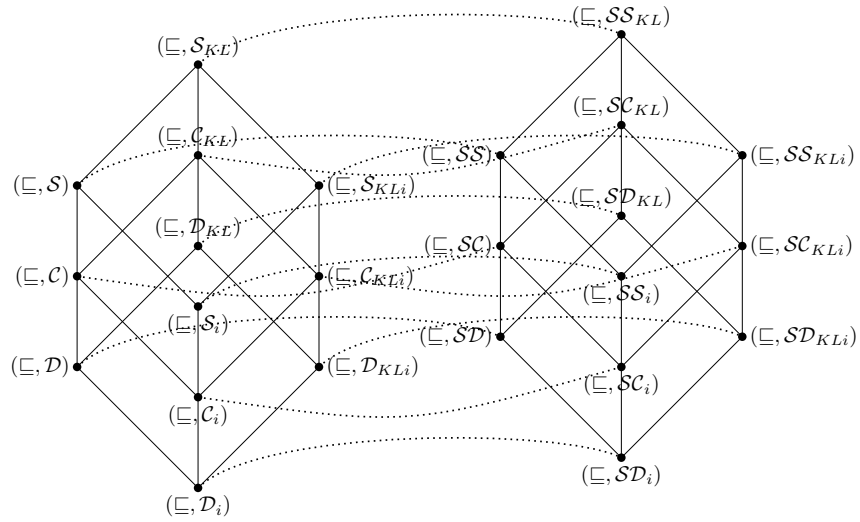 (⊑, 𝒮𝒮_{KL})
(⊑, 𝒮_{KL})
(⊑, 𝒮𝒞_{KL})
(⊑, 𝒞_{KL})
(⊑, 𝒮𝒮)
(⊑, 𝒮𝒮_{KLi})
(⊑, 𝒮)
(⊑, 𝒮_{KLi})
(⊑, 𝒮𝒟_{KL})
(⊑, 𝒟_{KL})
(⊑, 𝒮𝒞)
(⊑, 𝒮𝒞_{KLi})
(⊑, 𝒞)
(⊑, 𝒞_{KLi})
(⊑, 𝒮𝒮_i)
(⊑, 𝒮_i)
(⊑, 𝒮𝒟)
(⊑, 𝒮𝒟_{KLi})
(⊑, 𝒟)
(⊑, 𝒟_{KLi})
(⊑, 𝒮𝒞_i)
(⊑, 𝒞_i)
(⊑, 𝒮𝒟_i)
(⊑, 𝒟_i)